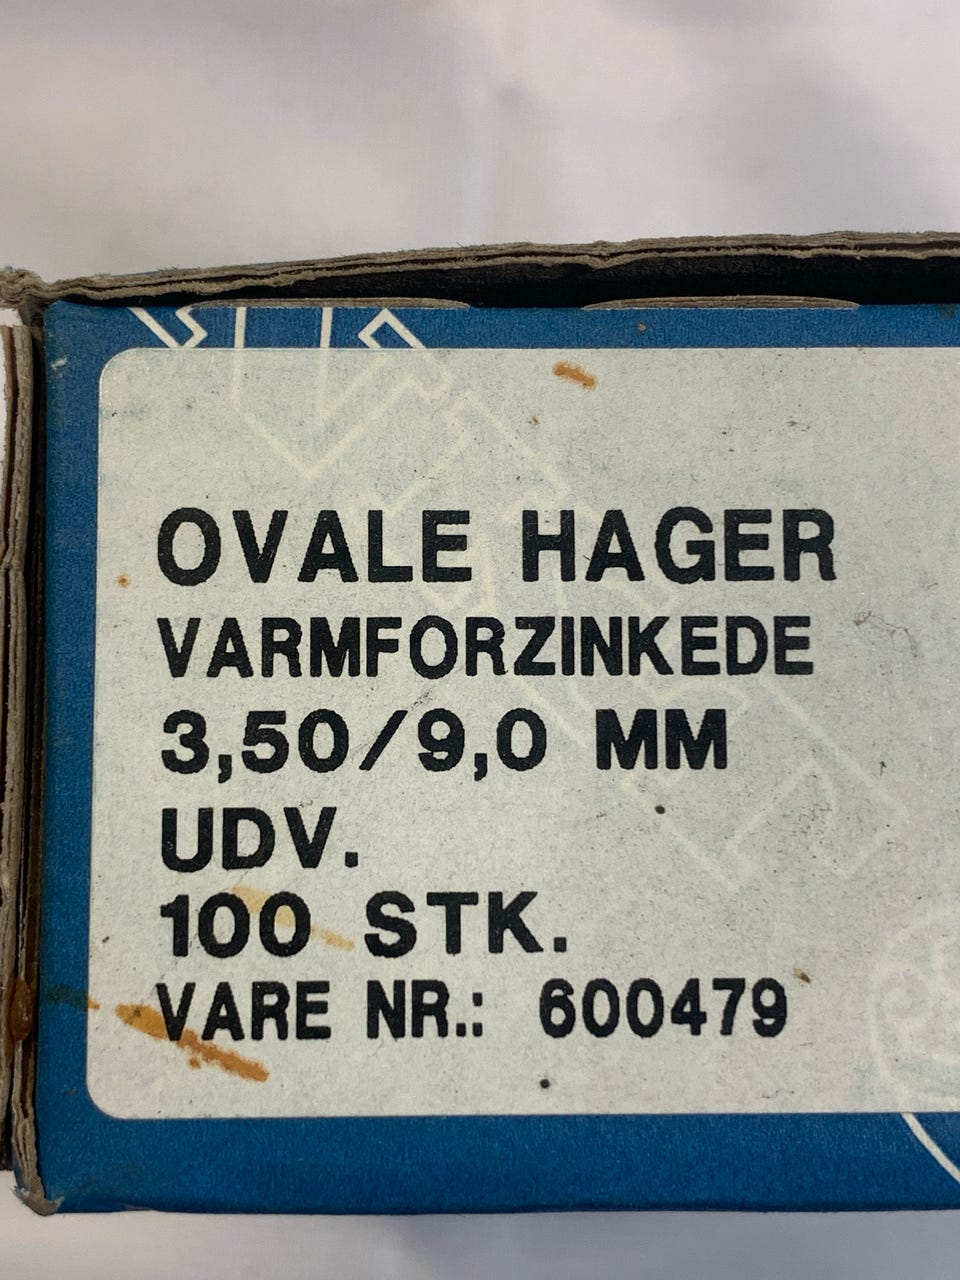 OVALE HAGER
VARMFORZINKEDE
3,50/9,0 MM
UDV.
100 STK.
VARE NR.: 600479